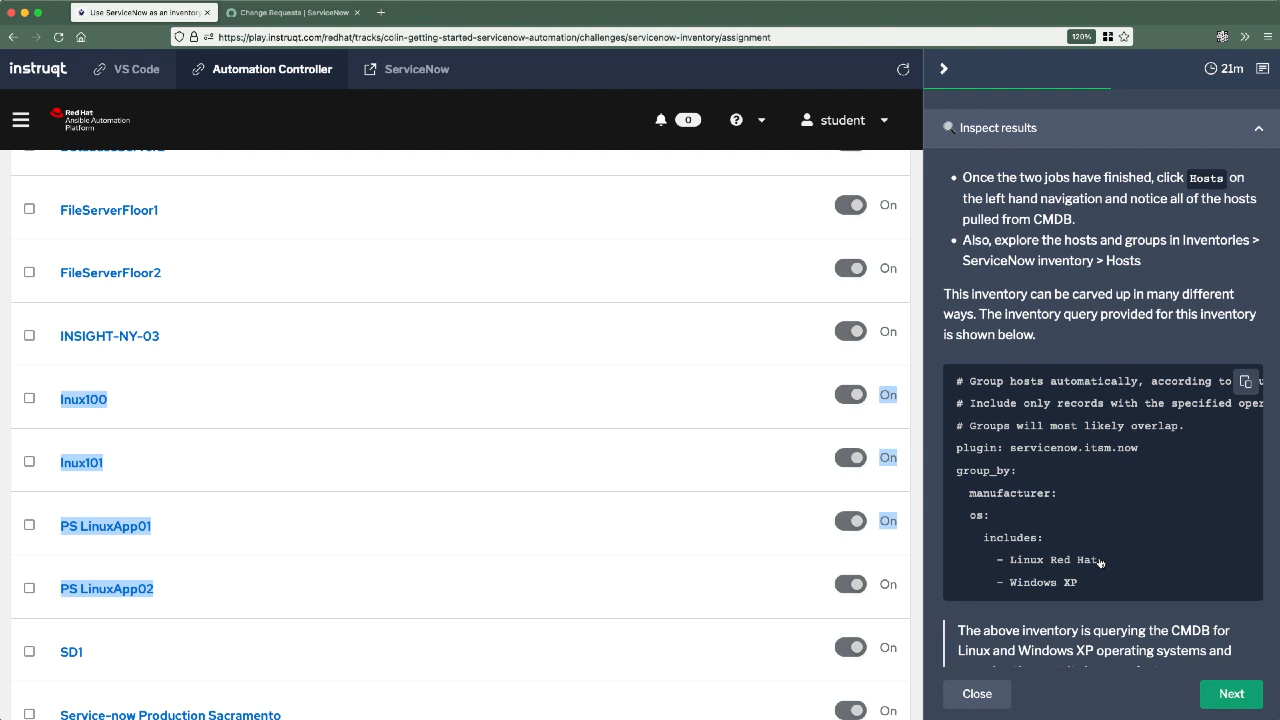 Use ServiceNow as an Inventory
Change Requests | ServiceNow
https://play.instruqt.com/redhat/tracks/colin-getting-started-servicenow-automation/challenges/servicenow-inventory/assignment
120%
instruqt
VS Code
Automation Controller
ServiceNow
21m
Red Hat
Ansible Automation
Platform
0
student
FileServerFloor1
On
FileServerFloor2
On
INSIGHT-NY-03
On
lnux100
On
lnux101
On
PS LinuxApp01
On
PS LinuxApp02
On
SD1
On
Service-now Production Sacramento
On
Inspect results
Once the two jobs have finished, click Hosts on
the left hand navigation and notice all of the hosts
pulled from CMDB.
Also, explore the hosts and groups in Inventories >
ServiceNow inventory > Hosts
This inventory can be carved up in many different
ways. The inventory query provided for this inventory
is shown below.
# Group hosts automatically, according to
# Include only records with the specified oper
# Groups will most likely overlap.
plugin: servicenow.itsm.now
group_by:
manufacturer:
os:
includes:
- Linux Red Hat
- Windows XP
The above inventory is querying the CMDB for
Linux and Windows XP operating systems and
Close
Next